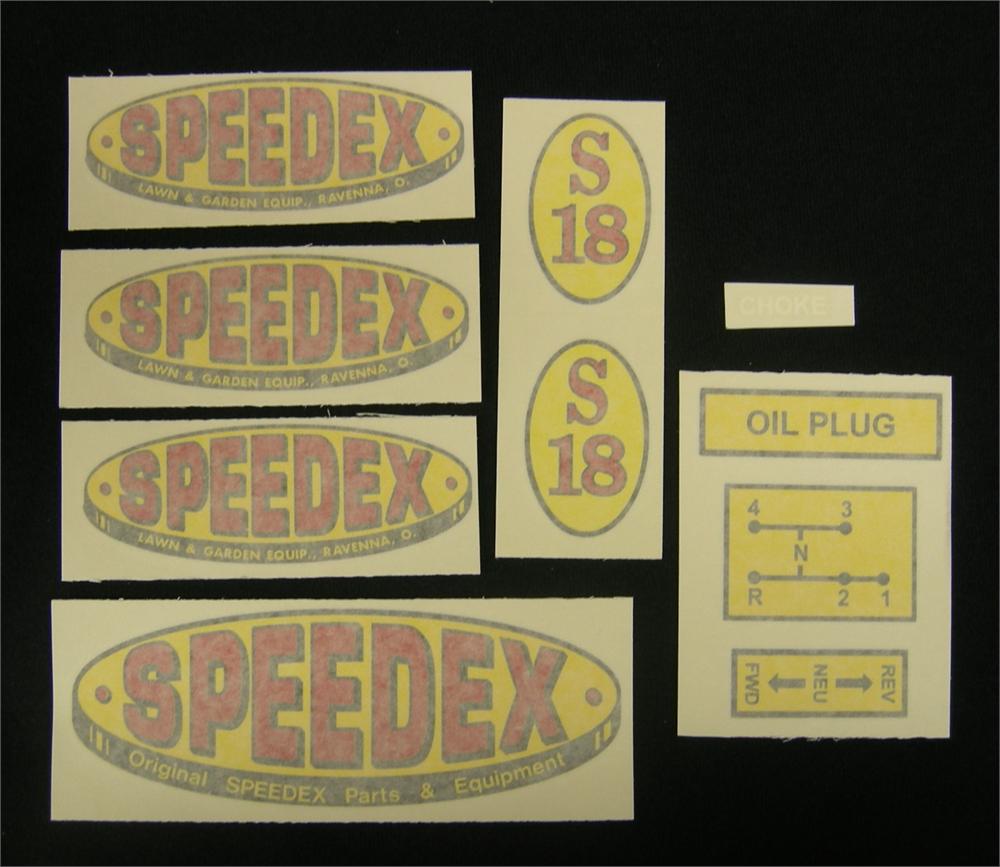 SPEEDEX
LAWN & GARDEN EQUIP., RAVENNA, O.
SPEEDEX
LAWN & GARDEN EQUIP., RAVENNA, O.
SPEEDEX
LAWN & GARDEN EQUIP., RAVENNA, O.
SPEEDEX
Original SPEEDEX Parts & Equipment
S
18
S
18
CHOKE
OIL PLUG
4 3
N
R 2 1
FWD NEU REV